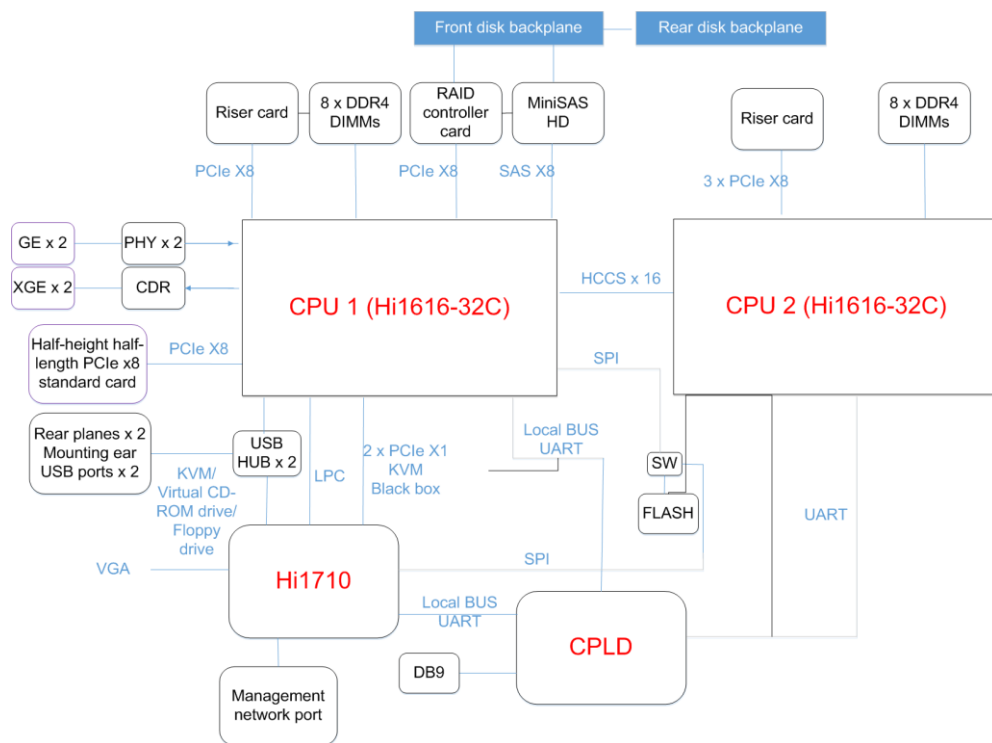 Front disk backplane
Rear disk backplane
Riser card
8 x DDR4
DIMMs
RAID
controller
card
MiniSAS
HD
Riser card
8 x DDR4
DIMMs
PCIe X8
PCIe X8
SAS X8
3 x PCIe X8
GE x 2
PHY x 2
XGE x 2
CDR
CPU 1 (Hi1616-32C)
HCCS x 16
CPU 2 (Hi1616-32C)
Half-height half-
length PCIe x8
standard card
PCIe X8
SPI
Rear planes x 2
Mounting ear
USB ports x 2
USB
HUB x 2
LPC
2 x PCIe X1
KVM
Black box
Local BUS
UART
SW
FLASH
UART
KVM/
Virtual CD-
ROM drive/
Floppy
drive
VGA
Hi1710
SPI
Local BUS
UART
CPLD
DB9
Management
network port